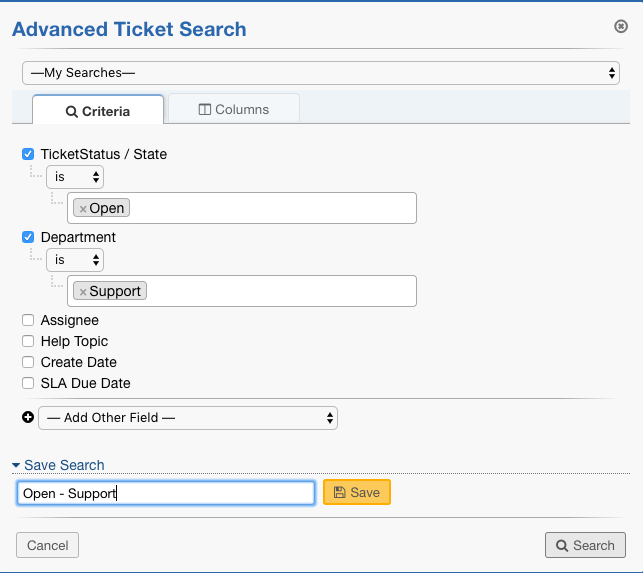 Advanced Ticket Search
—My Searches—
Criteria
Columns
TicketStatus / State
is
× Open
Department
is
× Support
Assignee
Help Topic
Create Date
SLA Due Date
— Add Other Field —
Save Search
Open - Support
Save
Cancel
Search